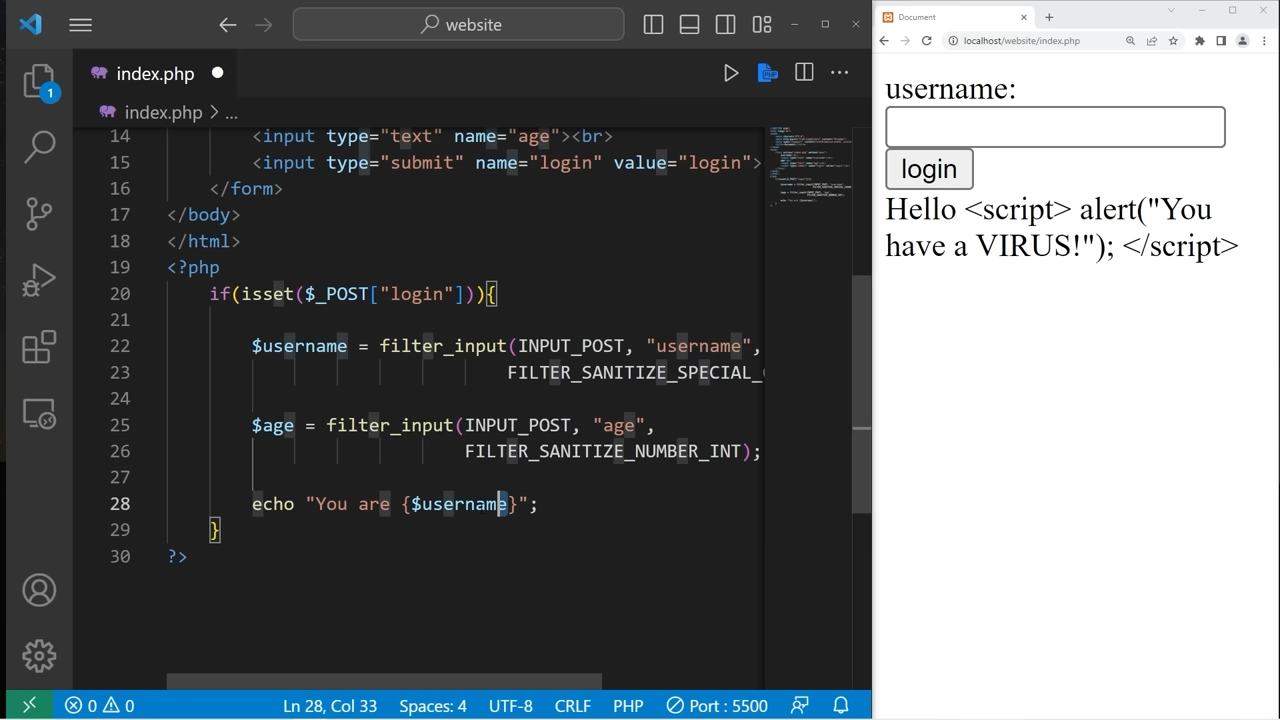 website
index.php
index.php > ...
1
14 <input type="text" name="age"><br>
15 <input type="submit" name="login" value="login">
16 </form>
17 </body>
18 </html>
19 <?php
20 if(isset($_POST["login"])){
21
22 $username = filter_input(INPUT_POST, "username",
23 FILTER_SANITIZE_SPECIAL_
24
25 $age = filter_input(INPUT_POST, "age",
26 FILTER_SANITIZE_NUMBER_INT);
27
28 echo "You are {$username}";
29 }
30 ?>
0 0 Ln 28, Col 33 Spaces: 4 UTF-8 CRLF PHP Port : 5500
Document
localhost/website/index.php
username:
login
Hello <script> alert("You
have a VIRUS!"); </script>